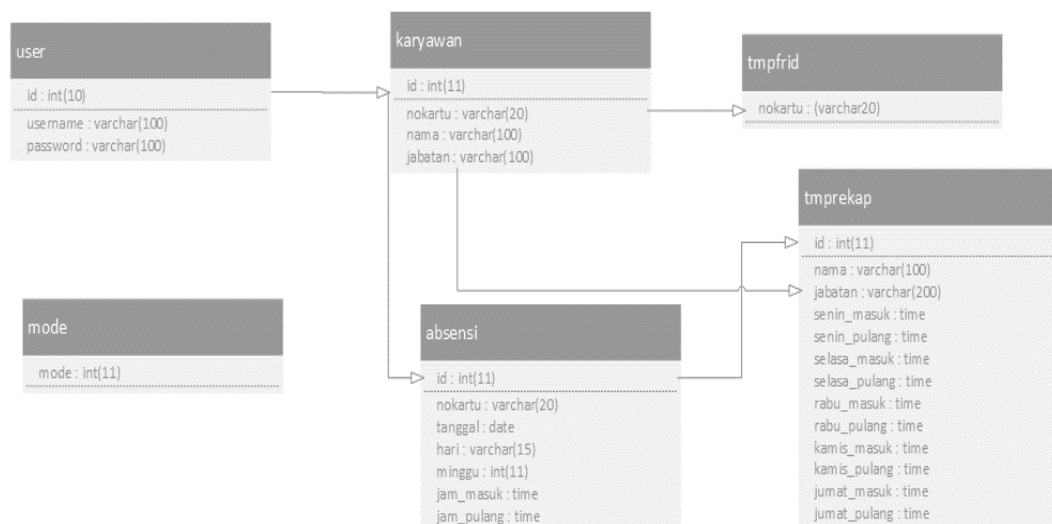 user
id : int(10)
username : varchar(100)
password : varchar(100)
karyawan
id : int(11)
nokartu : varchar(20)
nama : varchar(100)
jabatan : varchar(100)
tmpfrid
nokartu : (varchar20)
tmprekap
id : int(11)
nama : varchar(100)
jabatan : varchar(200)
senin_masuk : time
senin_pulang : time
selasa_masuk : time
selasa_pulang : time
rabu_masuk : time
rabu_pulang : time
kamis_masuk : time
kamis_pulang : time
jumat_masuk : time
jumat_pulang : time
mode
mode : int(11)
absensi
id : int(11)
nokartu : varchar(20)
tanggal : date
hari : varchar(15)
minggu : int(11)
jam_masuk : time
jam_pulang : time